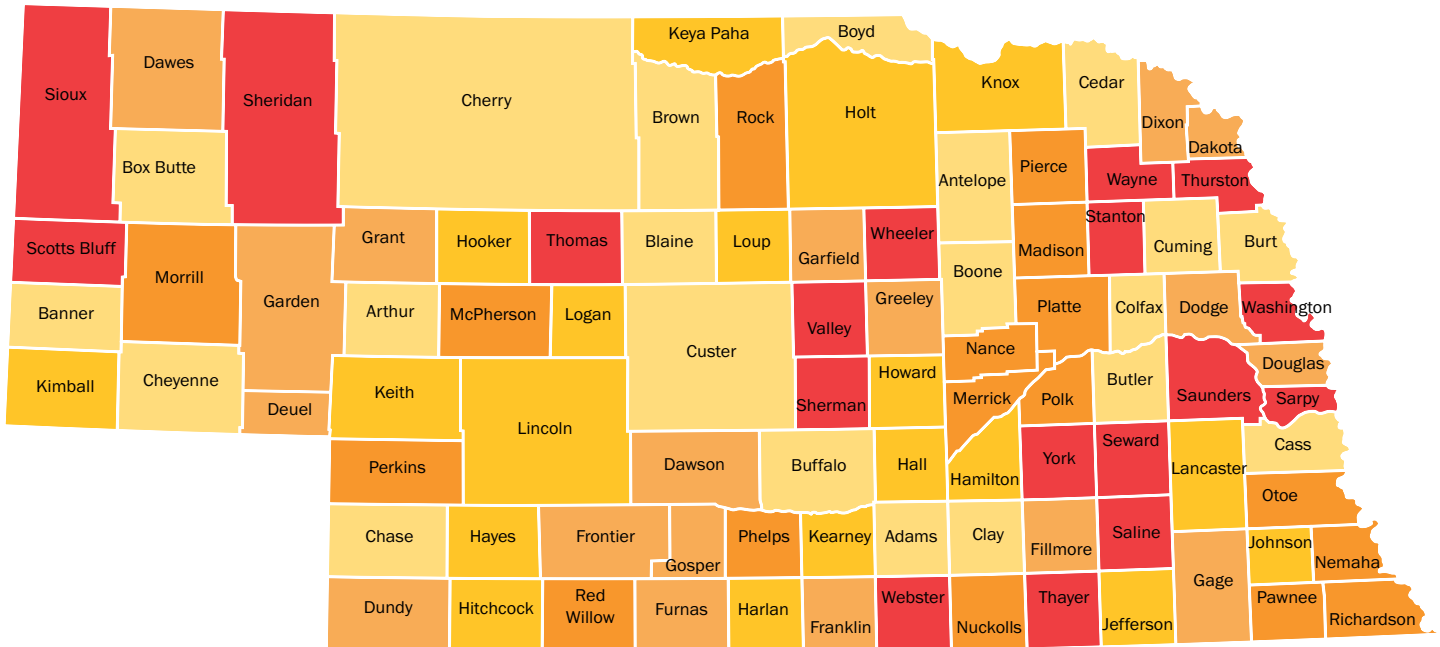 Keya Paha
Boyd
Dawes
Knox
Cedar
Sioux
Sheridan
Cherry
Holt
Brown
Rock
Dixon
Dakota
Box Butte
Pierce
Antelope
Wayne
Thurston
Stanton
Scotts Bluff
Grant
Hooker
Thomas
Blaine
Loup
Wheeler
Garfield
Madison
Cuming
Burt
Morrill
Boone
Garden
Banner
Arthur
McPherson
Logan
Greeley
Valley
Platte
Colfax
Dodge
Washington
Custer
Nance
Douglas
Kimball
Cheyenne
Howard
Butler
Keith
Deuel
Sherman
Merrick
Polk
Saunders
Sarpy
Lincoln
Seward
Cass
Perkins
Dawson
Buffalo
Hall
York
Lancaster
Hamilton
Otoe
Chase
Hayes
Frontier
Gosper
Phelps
Kearney
Adams
Clay
Fillmore
Saline
Johnson
Nemaha
Dundy
Hitchcock
Red
Willow
Furnas
Harlan
Franklin
Webster
Nuckolls
Thayer
Jefferson
Gage
Pawnee
Richardson